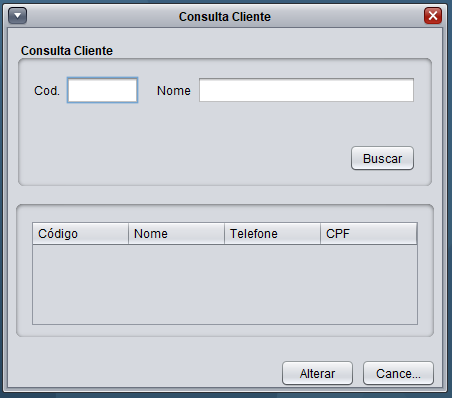 Consulta Cliente
Consulta Cliente
Cod. Nome
Buscar
Código Nome Telefone CPF
Alterar Cance...